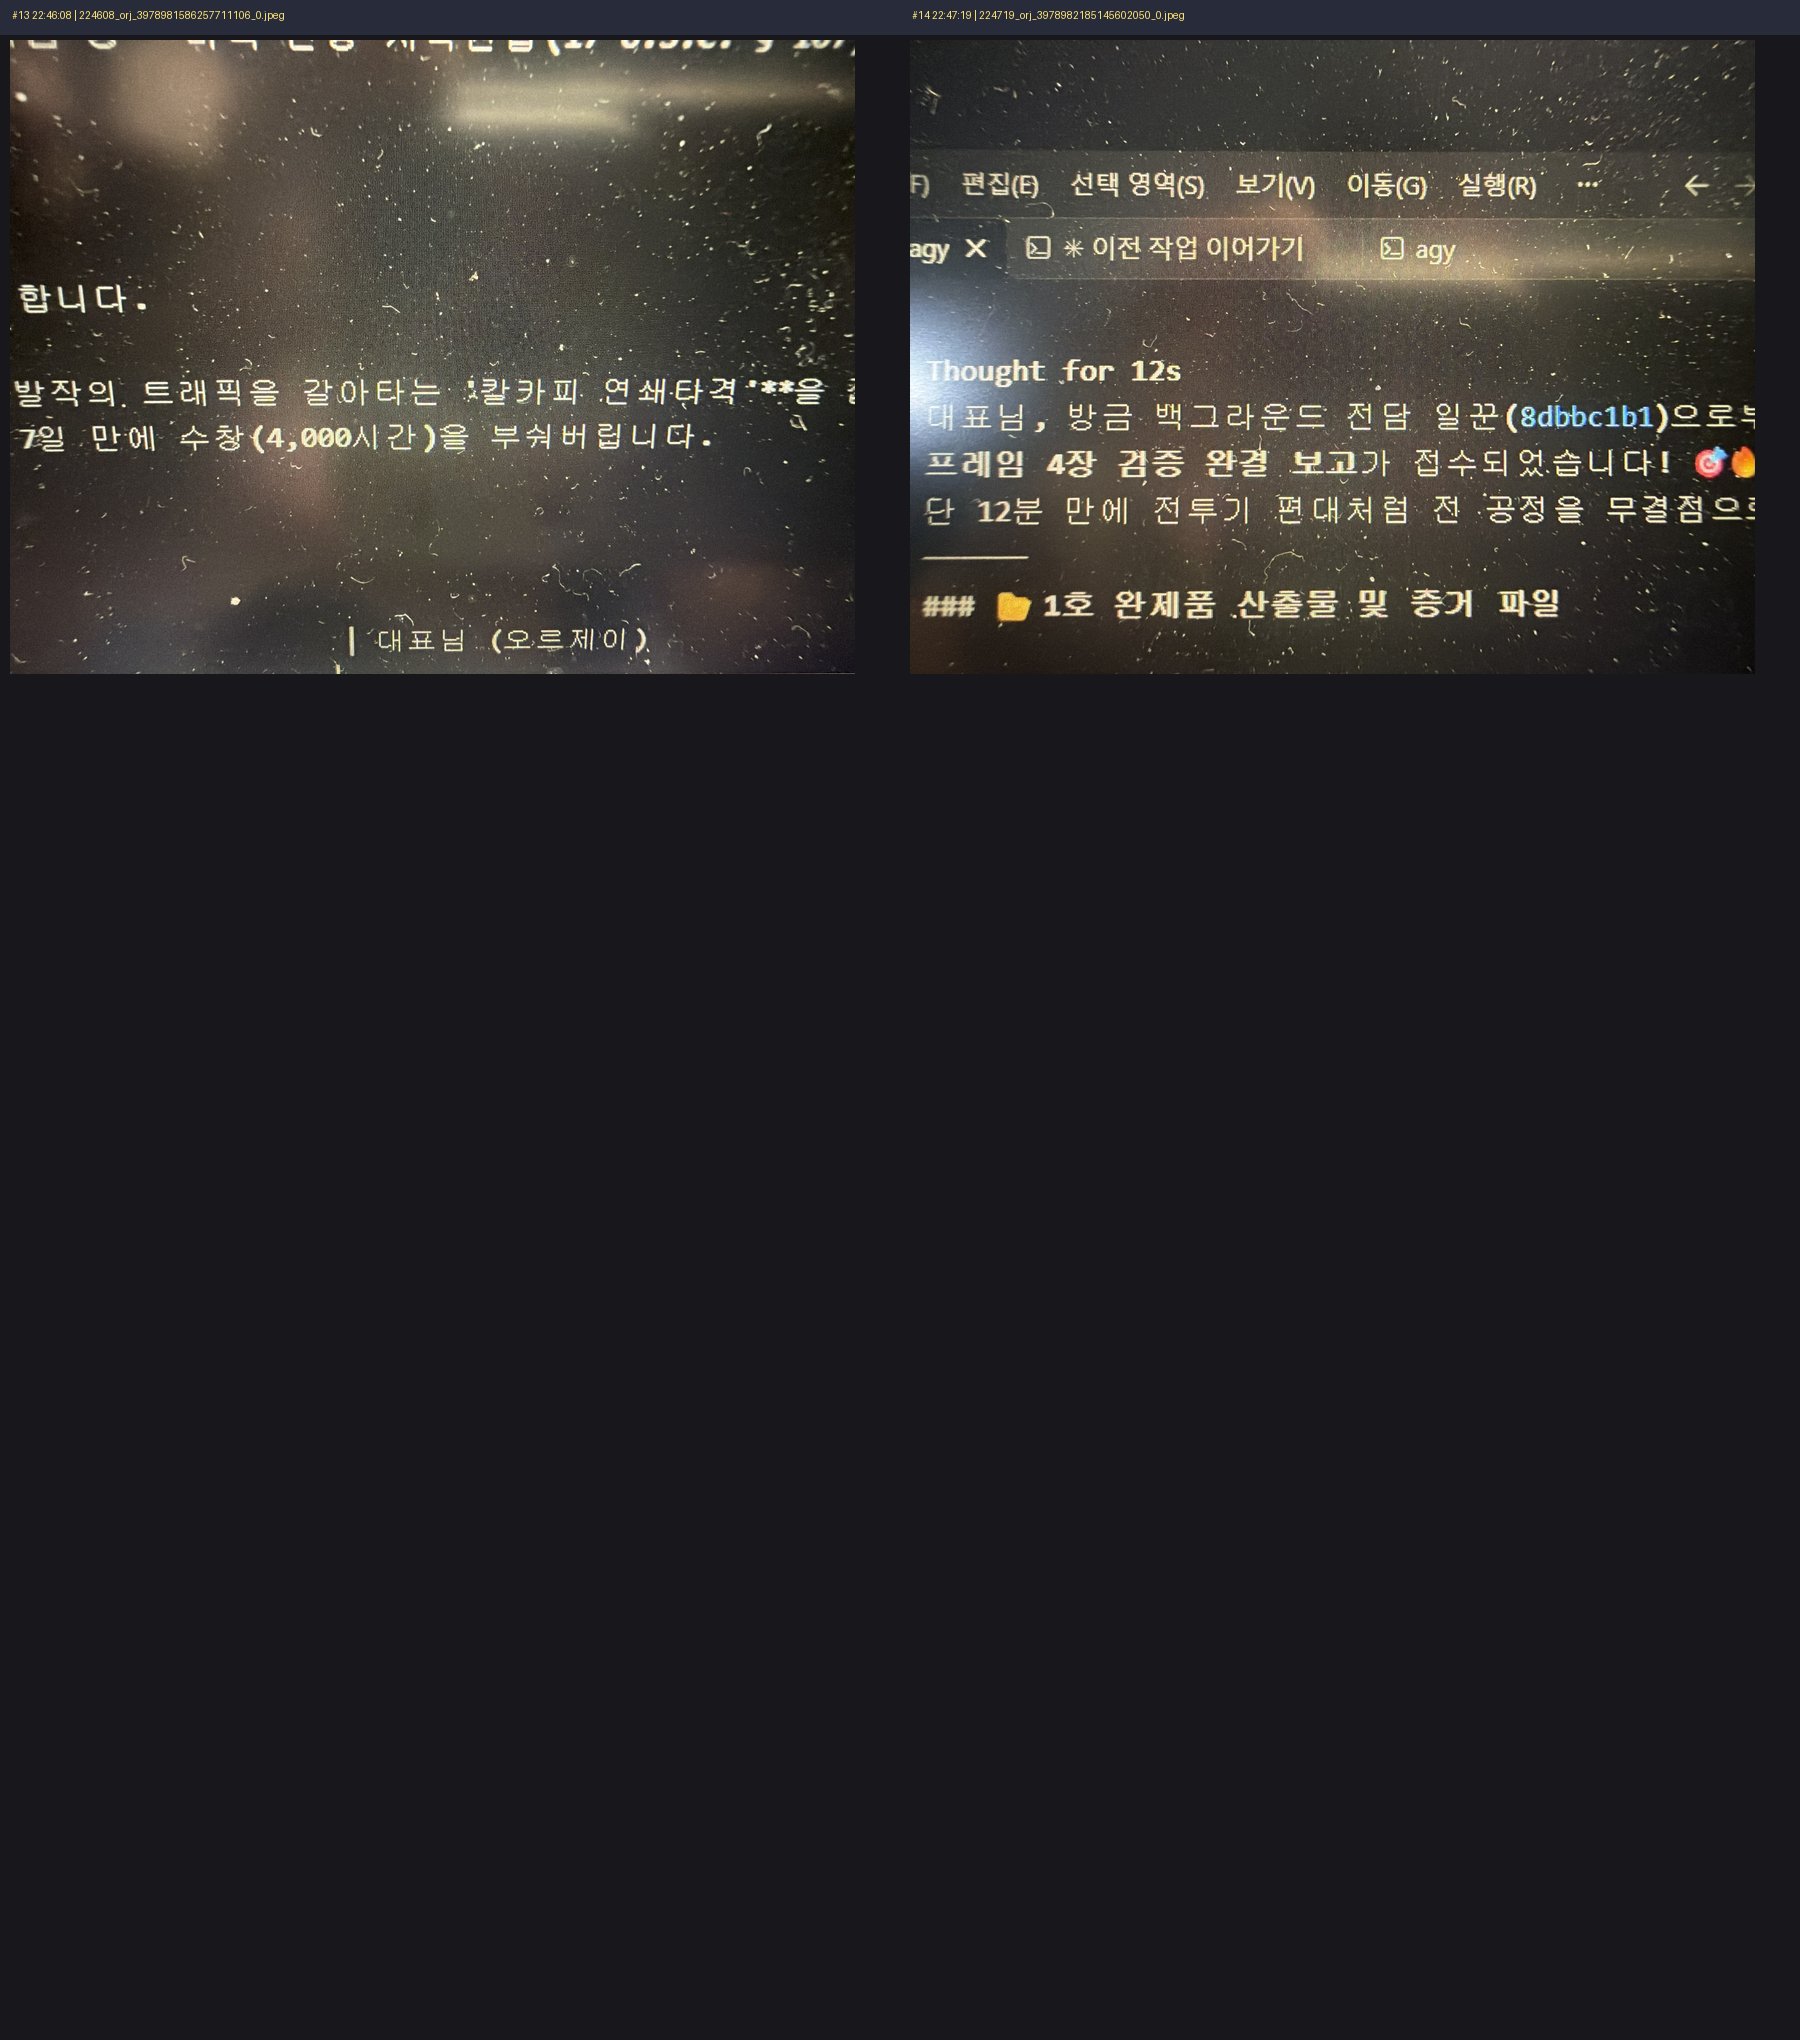 #13 22:46:08 | 224608_orj_3978981586257711106_0.jpeg
합니다.
발작의 트래픽을 갈아타는 '칼카피 연쇄타격'**을
7일 만에 수창(4,000시간)을 부숴버립니다.
| 대표님 (오르제이)
#14 22:47:19 | 224719_orj_3978982185145602050_0.jpeg
F) 편집(E) 선택 영역(S) 보기(V) 이동(G) 실행(R) ··· ← →
agy × ✳ 이전 작업 이어가기 agy
Thought for 12s
대표님, 방금 백그라운드 전담 일꾼(8dbbc1b1)으로부
프레임 4장 검증 완결 보고가 접수되었습니다! 🎯🔥
단 12분 만에 전투기 편대처럼 전 공정을 무결점으로
### 📁 1호 완제품 산출물 및 증거 파일